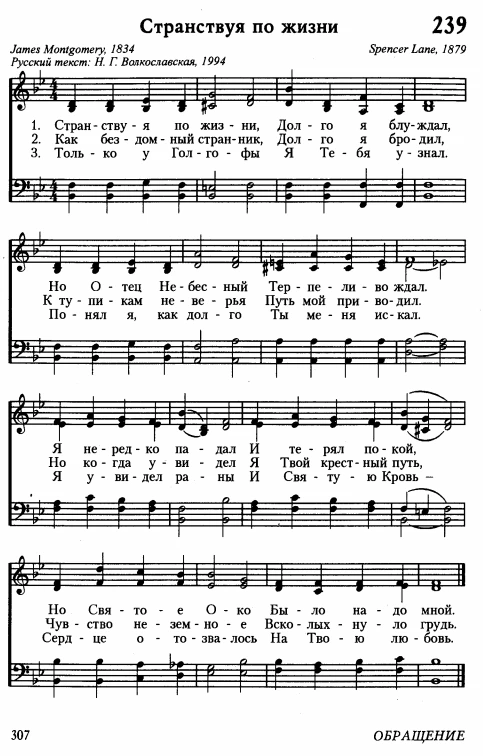 Странствуя по жизни 239
James Montgomery, 1834 Spencer Lane, 1879
Русский текст: Н. Г. Волкославская, 1994
1. Стран-ству-я по жиз-ни, Дол-го я блу-ждал,
2. Как без-дом-ный стран-ник, Дол-го я бро-дил,
3. Толь-ко у Гол-го-фы Я Те-бя у-знал.
Но О-тец Не-бес-ный Тер-пе-ли-во ждал.
К ту-пи-кам не-ве-рья Путь мой при-во-дил.
По-нял я, как дол-го Ты ме-ня ис-кал.
Я не-ред-ко па-дал И те-рял по-кой,
Но ко-гда у-ви-дел Я Твой крест-ный путь,
Я у-ви-дел ра-ны И Свя-ту-ю Кровь –
Но Свя-то-е О-ко Бы-ло на-до мной.
Чув-ство не-зем-но-е Вско-лых-ну-ло грудь.
Серд-це о-то-зва-лось На Тво-ю лю-бовь.
307 ОБРАЩЕНИЕ